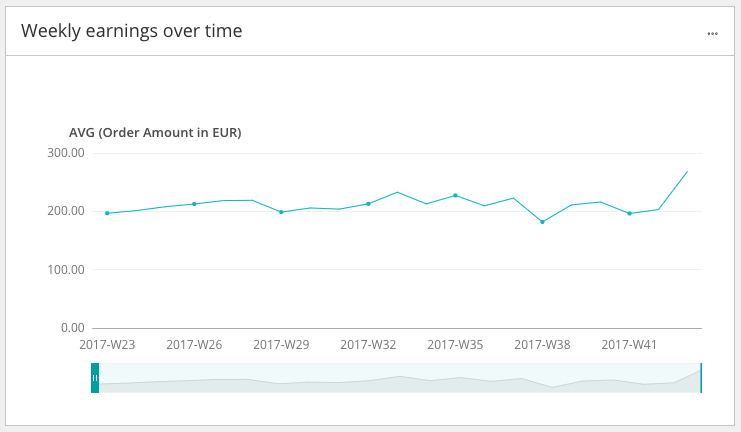 Weekly earnings over time
AVG (Order Amount in EUR)
300.00
200.00
100.00
0.00
2017-W23 2017-W26 2017-W29 2017-W32 2017-W35 2017-W38 2017-W41